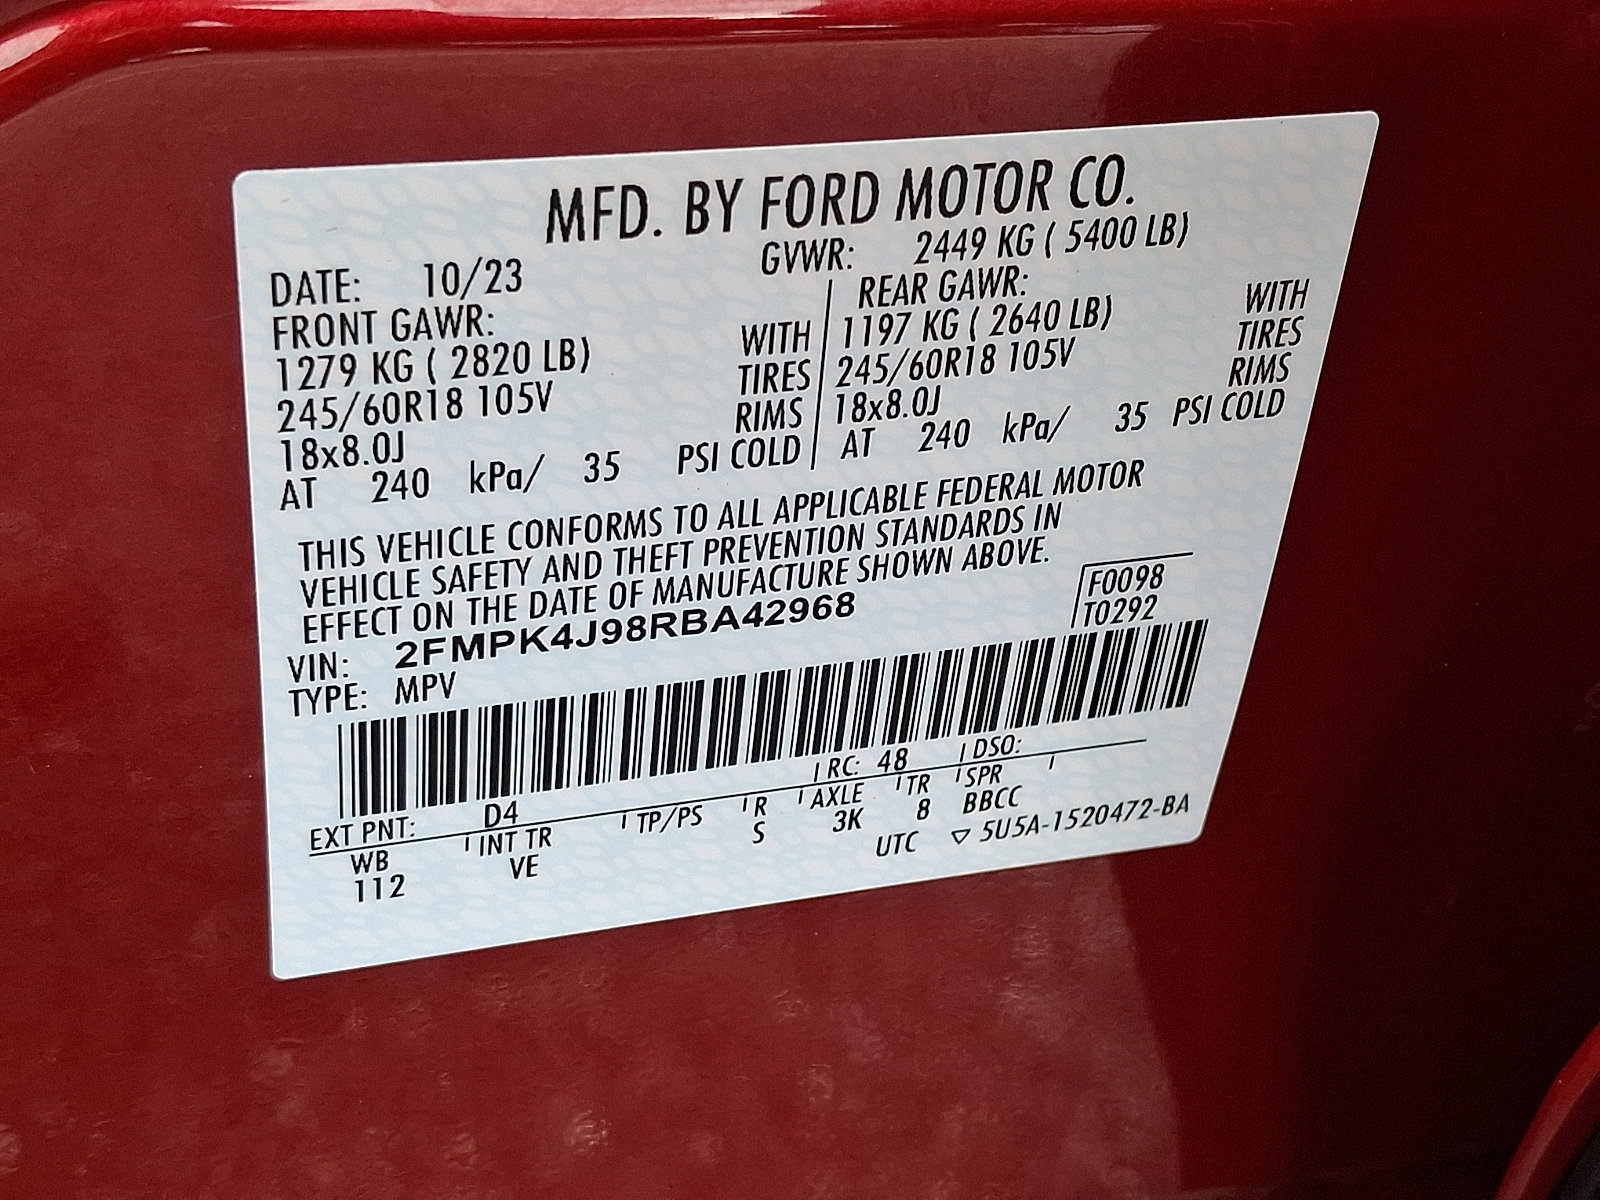 MFD. BY FORD MOTOR CO.
DATE: 10/23 GVWR: 2449 KG ( 5400 LB)
FRONT GAWR: REAR GAWR:
1279 KG ( 2820 LB) WITH 1197 KG ( 2640 LB) WITH
245/60R18 105V TIRES 245/60R18 105V TIRES
18x8.0J RIMS 18x8.0J RIMS
AT 240 kPa/ 35 PSI COLD AT 240 kPa/ 35 PSI COLD
THIS VEHICLE CONFORMS TO ALL APPLICABLE FEDERAL MOTOR
VEHICLE SAFETY AND THEFT PREVENTION STANDARDS IN
EFFECT ON THE DATE OF MANUFACTURE SHOWN ABOVE.
VIN: 2FMPK4J98RBA42968 F0098
TYPE: MPV T0292
EXT PNT: D4 RC: 48 DSO:
WB INT TR TP/PS R AXLE TR SPR
112 VE S 3K 8 BBCC
UTC ▽ 5U5A-1520472-BA